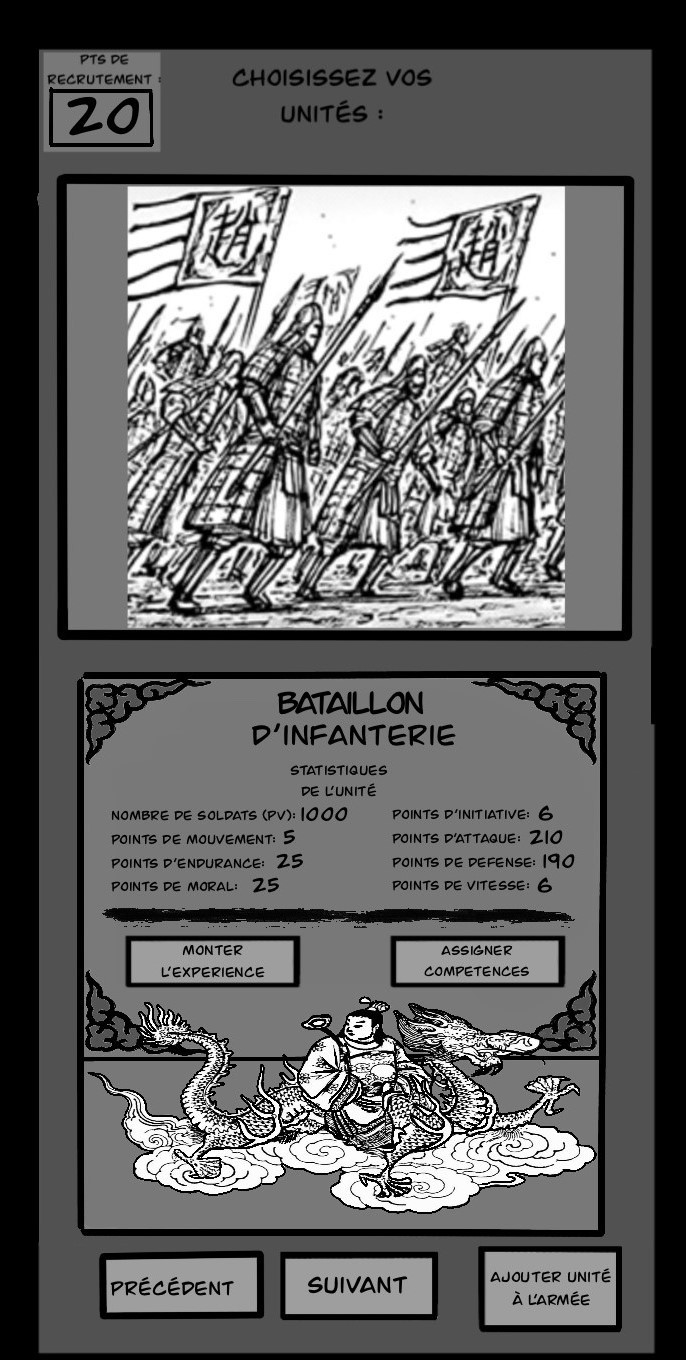 PTS DE
RECRUTEMENT :
20
CHOISISSEZ VOS
UNITÉS :
趙
趙
BATAILLON
D'INFANTERIE
STATISTIQUES
DE L'UNITÉ
NOMBRE DE SOLDATS (PV): 1000
POINTS DE MOUVEMENT: 5
POINTS D'ENDURANCE: 25
POINTS DE MORAL: 25
POINTS D'INITIATIVE: 6
POINTS D'ATTAQUE: 210
POINTS DE DEFENSE: 190
POINTS DE VITESSE: 6
MONTER
L'EXPERIENCE
ASSIGNER
COMPETENCES
PRÉCÉDENT
SUIVANT
AJOUTER UNITÉ
À L'ARMÉE